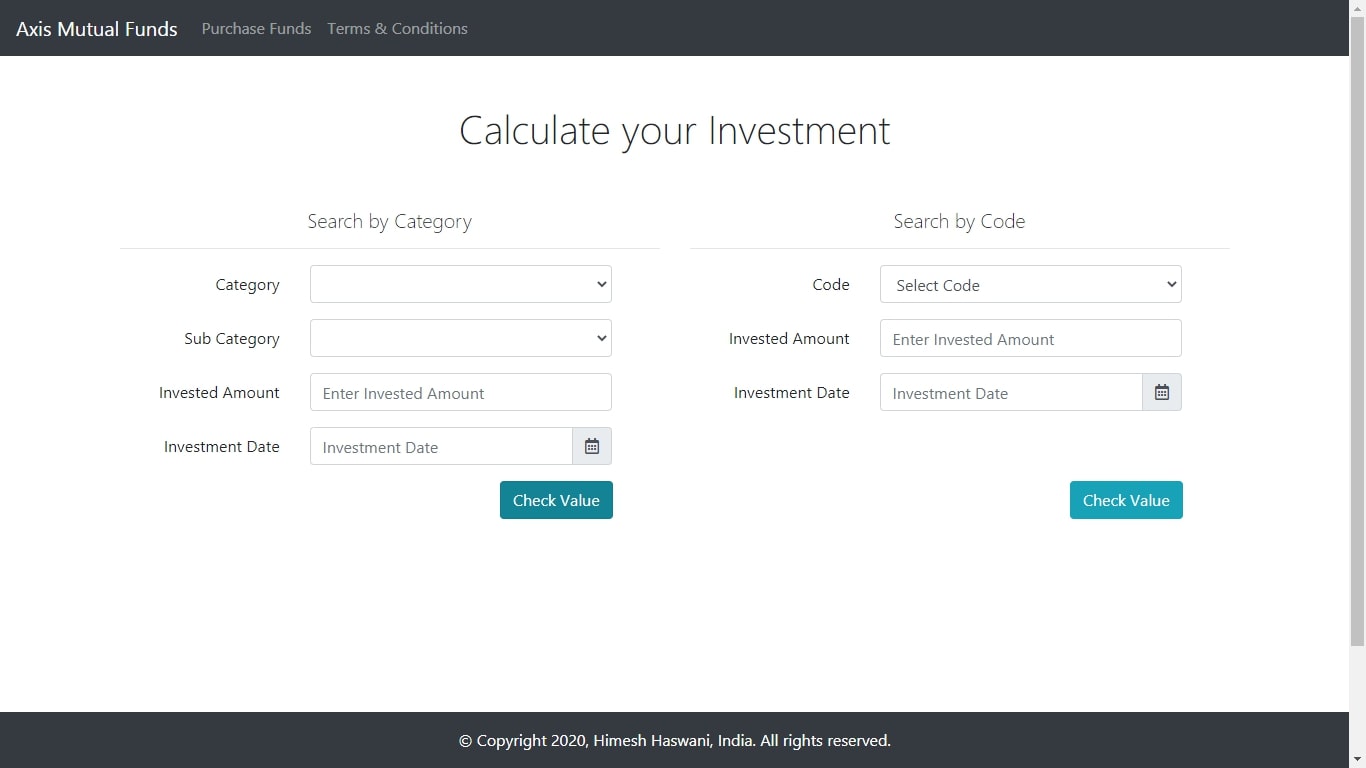 Axis Mutual Funds Purchase Funds Terms & Conditions
Calculate your Investment
Search by Category
Category
Sub Category
Invested Amount Enter Invested Amount
Investment Date Investment Date
Check Value
Search by Code
Code Select Code
Invested Amount Enter Invested Amount
Investment Date Investment Date
Check Value
© Copyright 2020, Himesh Haswani, India. All rights reserved.